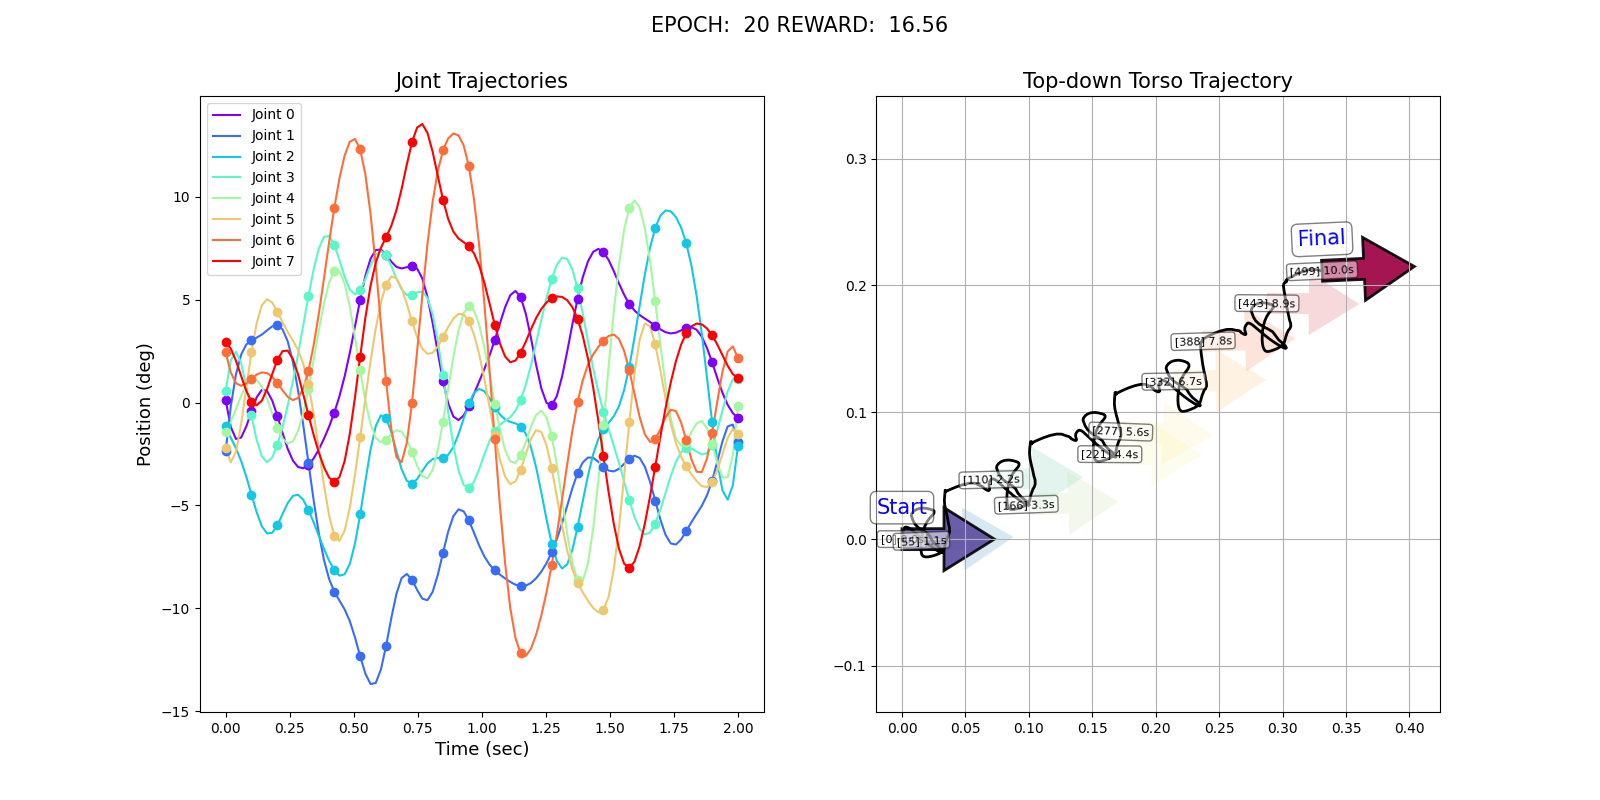 EPOCH:  20 REWARD:  16.56
Joint Trajectories
Joint 0
Joint 1
Joint 2
Joint 3
Joint 4
Joint 5
Joint 6
Joint 7
10
5
0
−5
−10
−15
Position (deg)
0.00 0.25 0.50 0.75 1.00 1.25 1.50 1.75 2.00
Time (sec)
Top-down Torso Trajectory
0.3
0.2
0.1
0.0
−0.1
Final
[499] 10.0s
[443] 8.9s
[388] 7.8s
[332] 6.7s
[277] 5.6s
[221] 4.4s
[110] 2.2s
[166] 3.3s
Start
[55] 1.1s
0.00 0.05 0.10 0.15 0.20 0.25 0.30 0.35 0.40